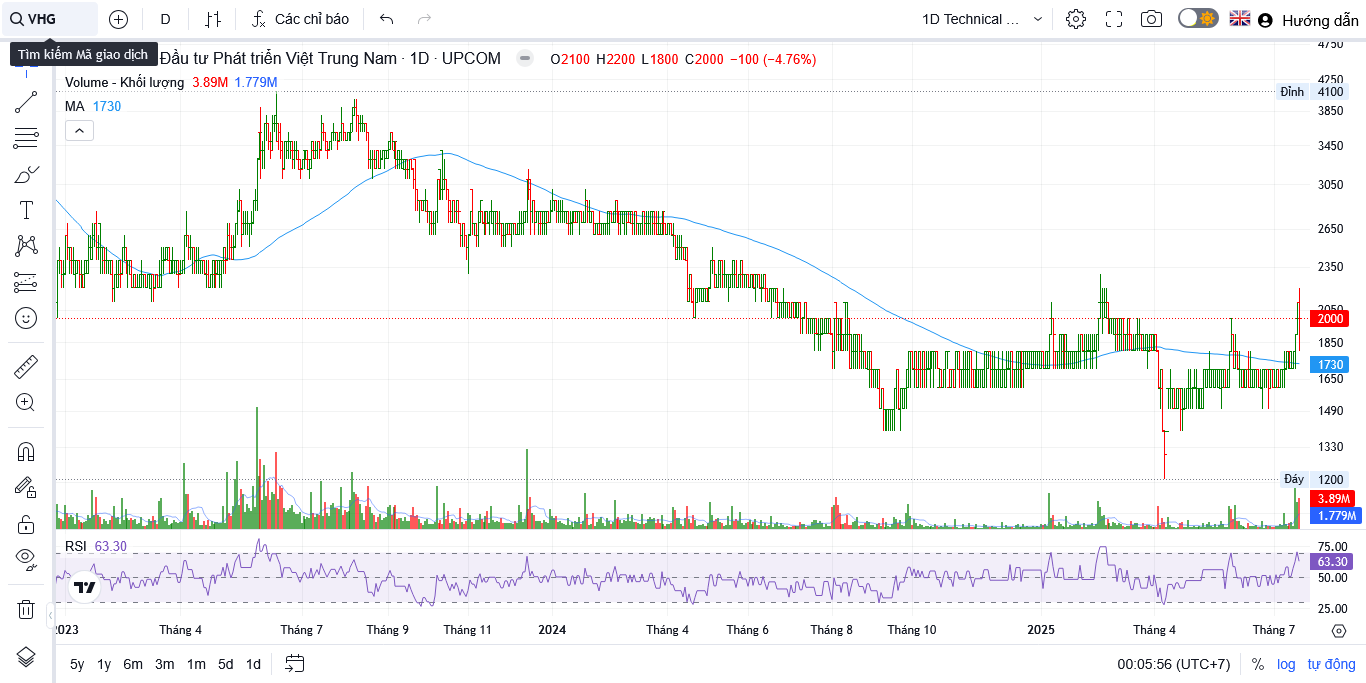 VHG
D
Các chỉ báo
1D Technical ...
Hướng dẫn
Tìm kiếm Mã giao dịch
Đầu tư Phát triển Việt Trung Nam · 1D · UPCOM
O2100 H2200 L1800 C2000 −100 (−4.76%)
Volume - Khối lượng 3.89M 1.779M
MA 1730
4750
4250
Đỉnh 4100
3850
3450
3050
2650
2350
2050
2000
1850
1730
1650
1490
1330
Đáy 1200
3.89M
1.779M
RSI 63.30
75.00
63.30
50.00
25.00
2023 Tháng 4 Tháng 7 Tháng 9 Tháng 11 2024 Tháng 4 Tháng 6 Tháng 8 Tháng 10 2025 Tháng 4 Tháng 7
5y 1y 6m 3m 1m 5d 1d
00:05:56 (UTC+7) % log tự động